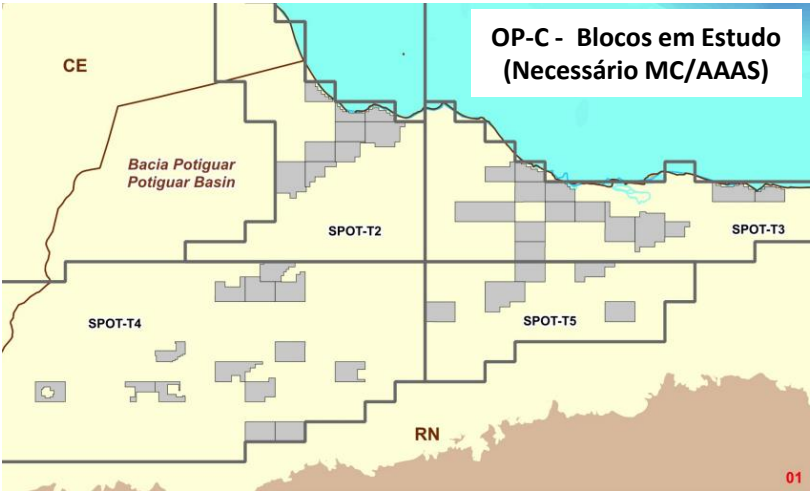 OP-C - Blocos em Estudo
(Necessário MC/AAAS)
CE
Bacia Potiguar
Potiguar Basin
SPOT-T2
SPOT-T3
SPOT-T4
SPOT-T5
RN
01